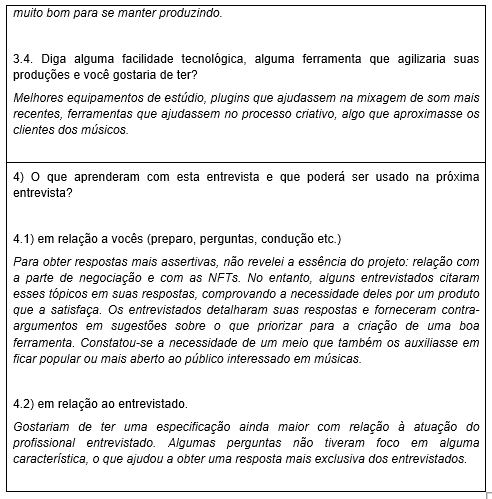 muito bom para se manter produzindo.
3.4. Diga alguma facilidade tecnológica, alguma ferramenta que agilizaria suas
produções e você gostaria de ter?
Melhores equipamentos de estúdio, plugins que ajudassem na mixagem de som mais
recentes, ferramentas que ajudassem no processo criativo, algo que aproximasse os
clientes dos músicos.
4) O que aprenderam com esta entrevista e que poderá ser usado na próxima
entrevista?
4.1) em relação a vocês (preparo, perguntas, condução etc.)
Para obter respostas mais assertivas, não revelei a essência do projeto: relação com
a parte de negociação e com as NFTs. No entanto, alguns entrevistados citaram
esses tópicos em suas respostas, comprovando a necessidade deles por um produto
que a satisfaça. Os entrevistados detalharam suas respostas e forneceram contra-
argumentos em sugestões sobre o que priorizar para a criação de uma boa
ferramenta. Constatou-se a necessidade de um meio que também os auxiliasse em
ficar popular ou mais aberto ao público interessado em músicas.
4.2) em relação ao entrevistado.
Gostariam de ter uma especificação ainda maior com relação à atuação do
profissional entrevistado. Algumas perguntas não tiveram foco em alguma
característica, o que ajudou a obter uma resposta mais exclusiva dos entrevistados.